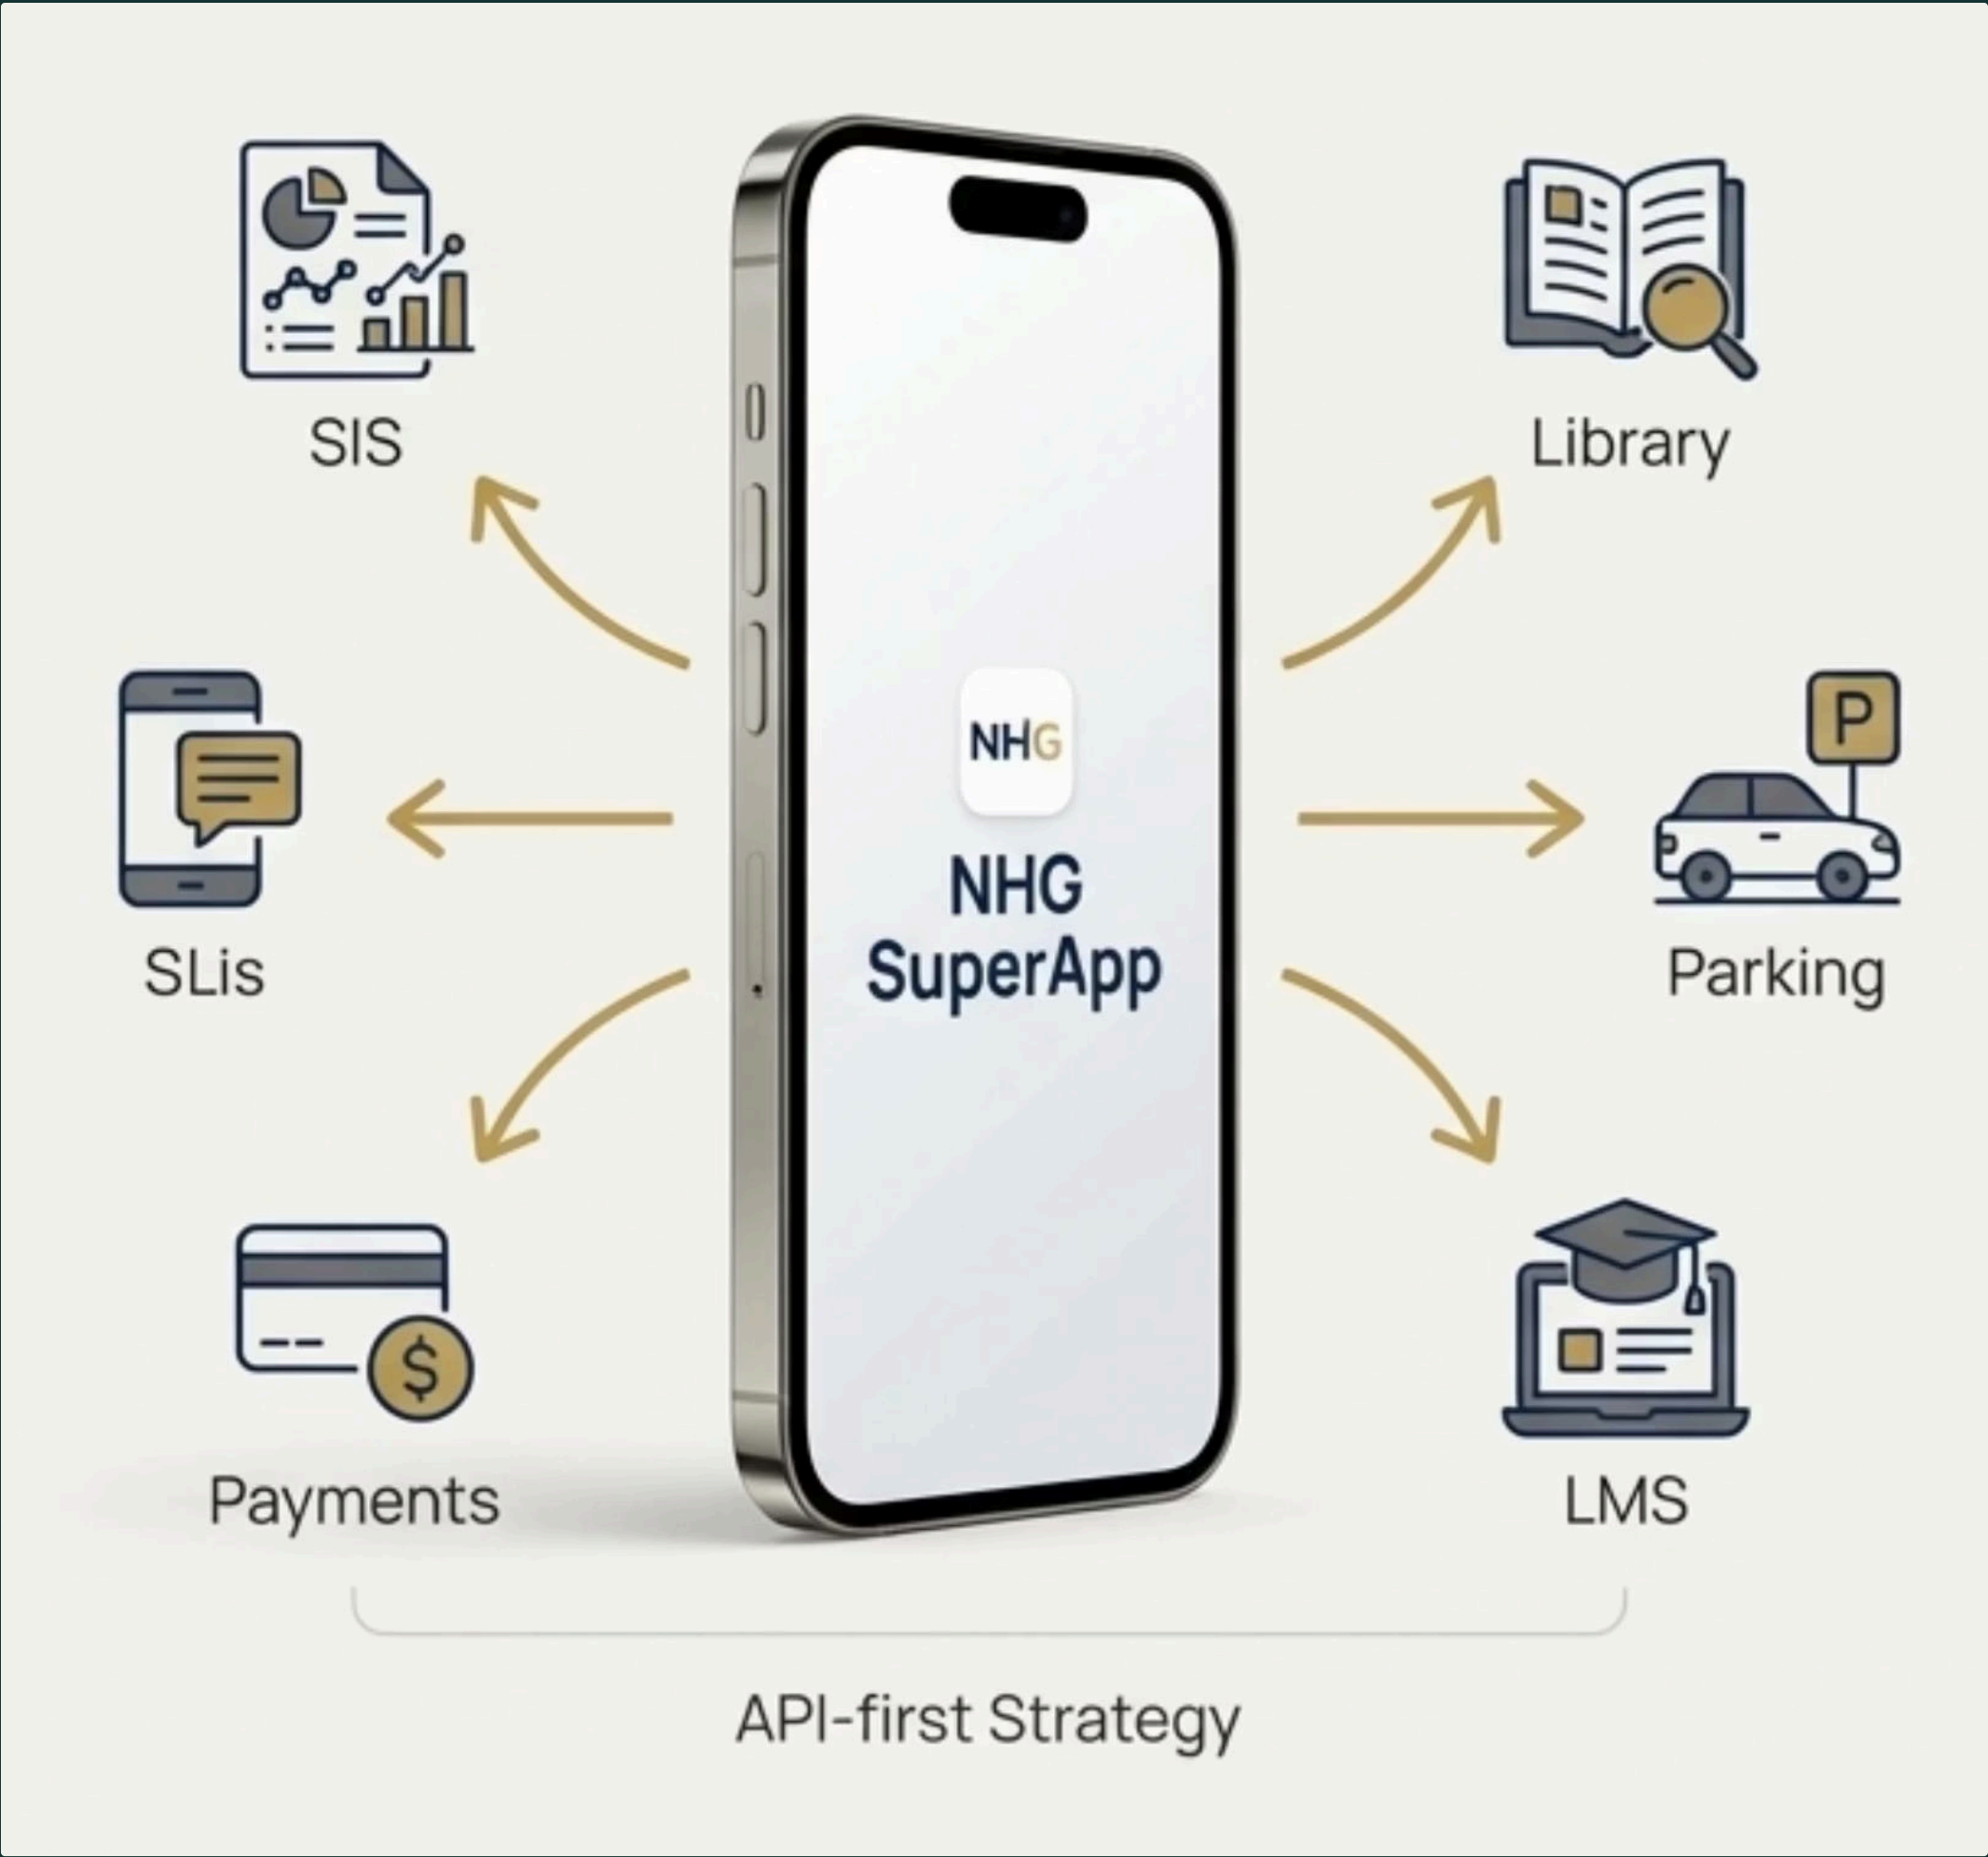 SIS
Library
NHG
NHG
SuperApp
SLis
P
Parking
$
Payments
LMS
API-first Strategy